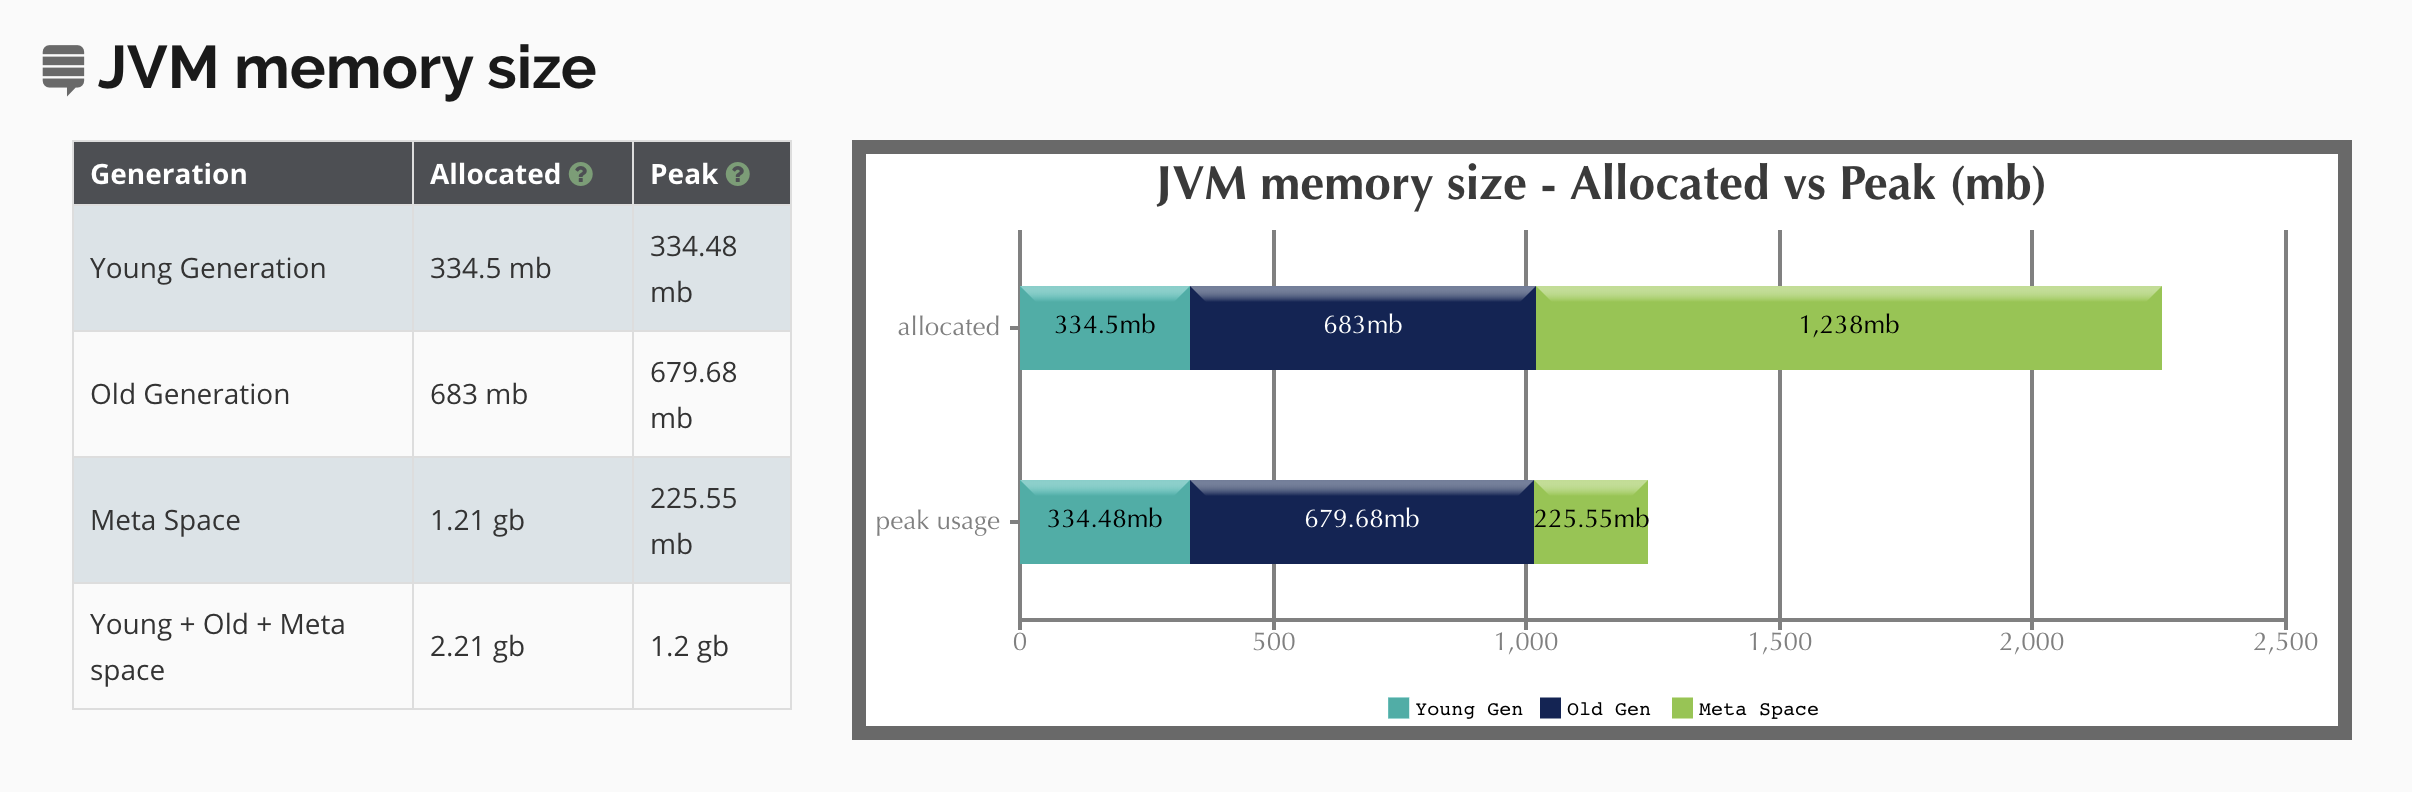 JVM memory size
Generation Allocated ? Peak ?
Young Generation 334.5 mb 334.48 mb
Old Generation 683 mb 679.68 mb
Meta Space 1.21 gb 225.55 mb
Young + Old + Meta space 2.21 gb 1.2 gb
JVM memory size - Allocated vs Peak (mb)
allocated 334.5mb 683mb 1,238mb
peak usage 334.48mb 679.68mb 225.55mb
0 500 1,000 1,500 2,000 2,500
Young Gen Old Gen Meta Space